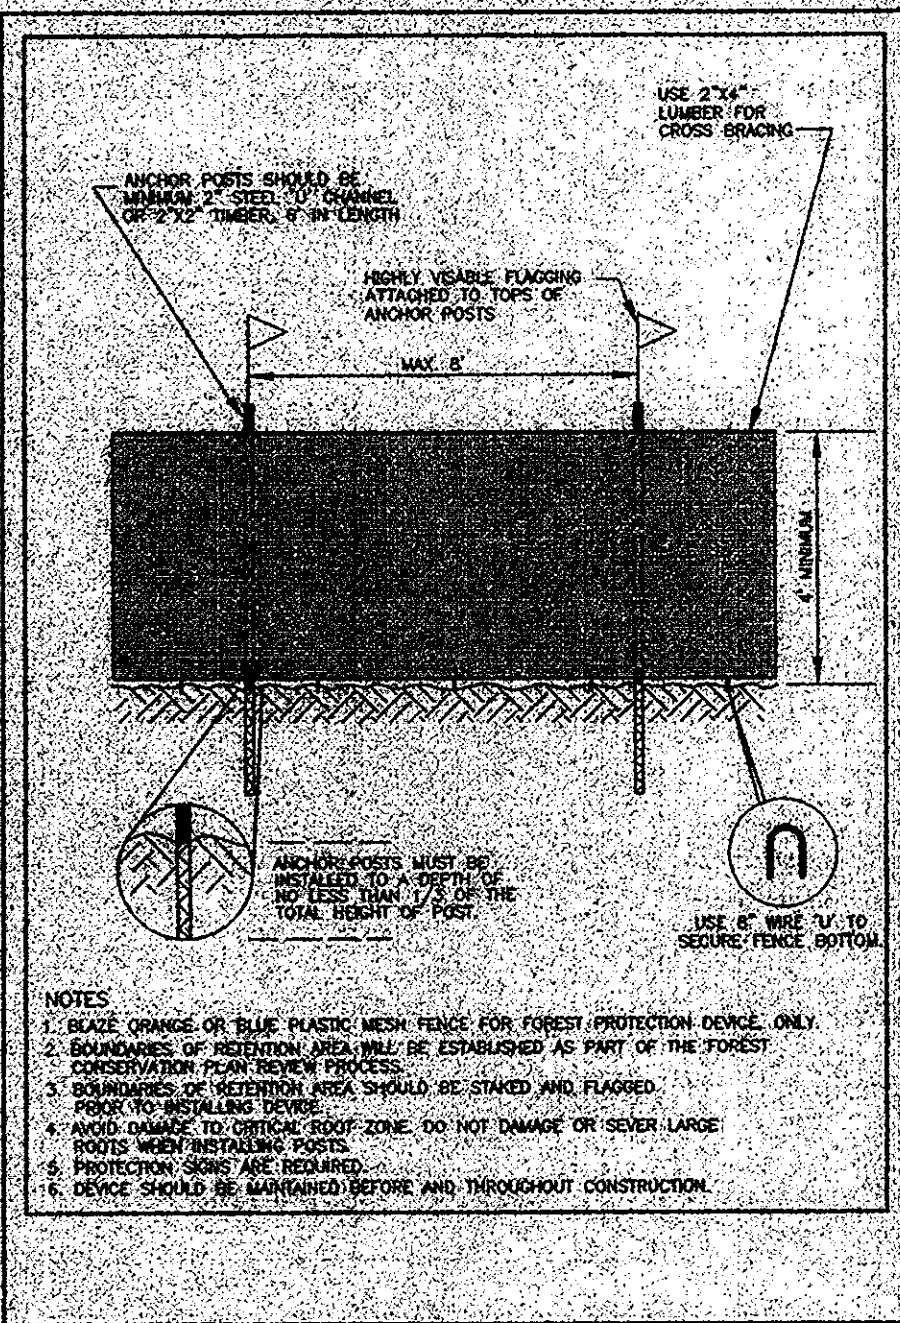 USE 2"X4"
LUMBER FOR
CROSS BRACING
ANCHOR POSTS SHOULD BE
MINIMUM 2" STEEL 'U' CHANNEL
OR 2"X2" TIMBER, 6' IN LENGTH
HIGHLY VISABLE FLAGGING
ATTACHED TO TOPS OF
ANCHOR POSTS
MAX. 8'
4' MINIMUM
ANCHOR POSTS MUST BE
INSTALLED TO A DEPTH OF
NO LESS THAN 1/3 OF THE
TOTAL HEIGHT OF POST.
USE 8" WIRE 'U' TO
SECURE FENCE BOTTOM.
NOTES
1. BLAZE ORANGE OR BLUE PLASTIC MESH FENCE FOR FOREST PROTECTION DEVICE, ONLY.
2. BOUNDARIES OF RETENTION AREA WILL BE ESTABLISHED AS PART OF THE FOREST
CONSERVATION PLAN REVIEW PROCESS.
3. BOUNDARIES OF RETENTION AREA SHOULD BE STAKED AND FLAGGED
PRIOR TO INSTALLING DEVICE.
4. AVOID DAMAGE TO CRITICAL ROOT ZONE. DO NOT DAMAGE OR SEVER LARGE
ROOTS WHEN INSTALLING POSTS.
5. PROTECTION SIGNS ARE REQUIRED.
6. DEVICE SHOULD BE MAINTAINED BEFORE AND THROUGHOUT CONSTRUCTION.